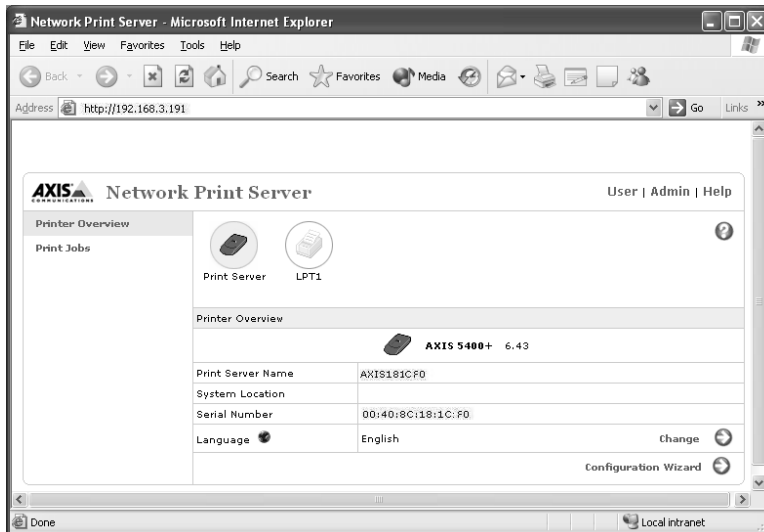 Network Print Server - Microsoft Internet Explorer
File Edit View Favorites Tools Help
Back Search Favorites Media
Address http://192.168.3.191 Go Links »
AXIS COMMUNICATIONS Network Print Server User | Admin | Help
Printer Overview
Print Jobs
?
Print Server LPT1
Printer Overview
AXIS 5400+ 6.43
Print Server Name AXIS181CF0
System Location
Serial Number 00:40:8C:18:1C:F0
Language English Change
Configuration Wizard
Done Local intranet